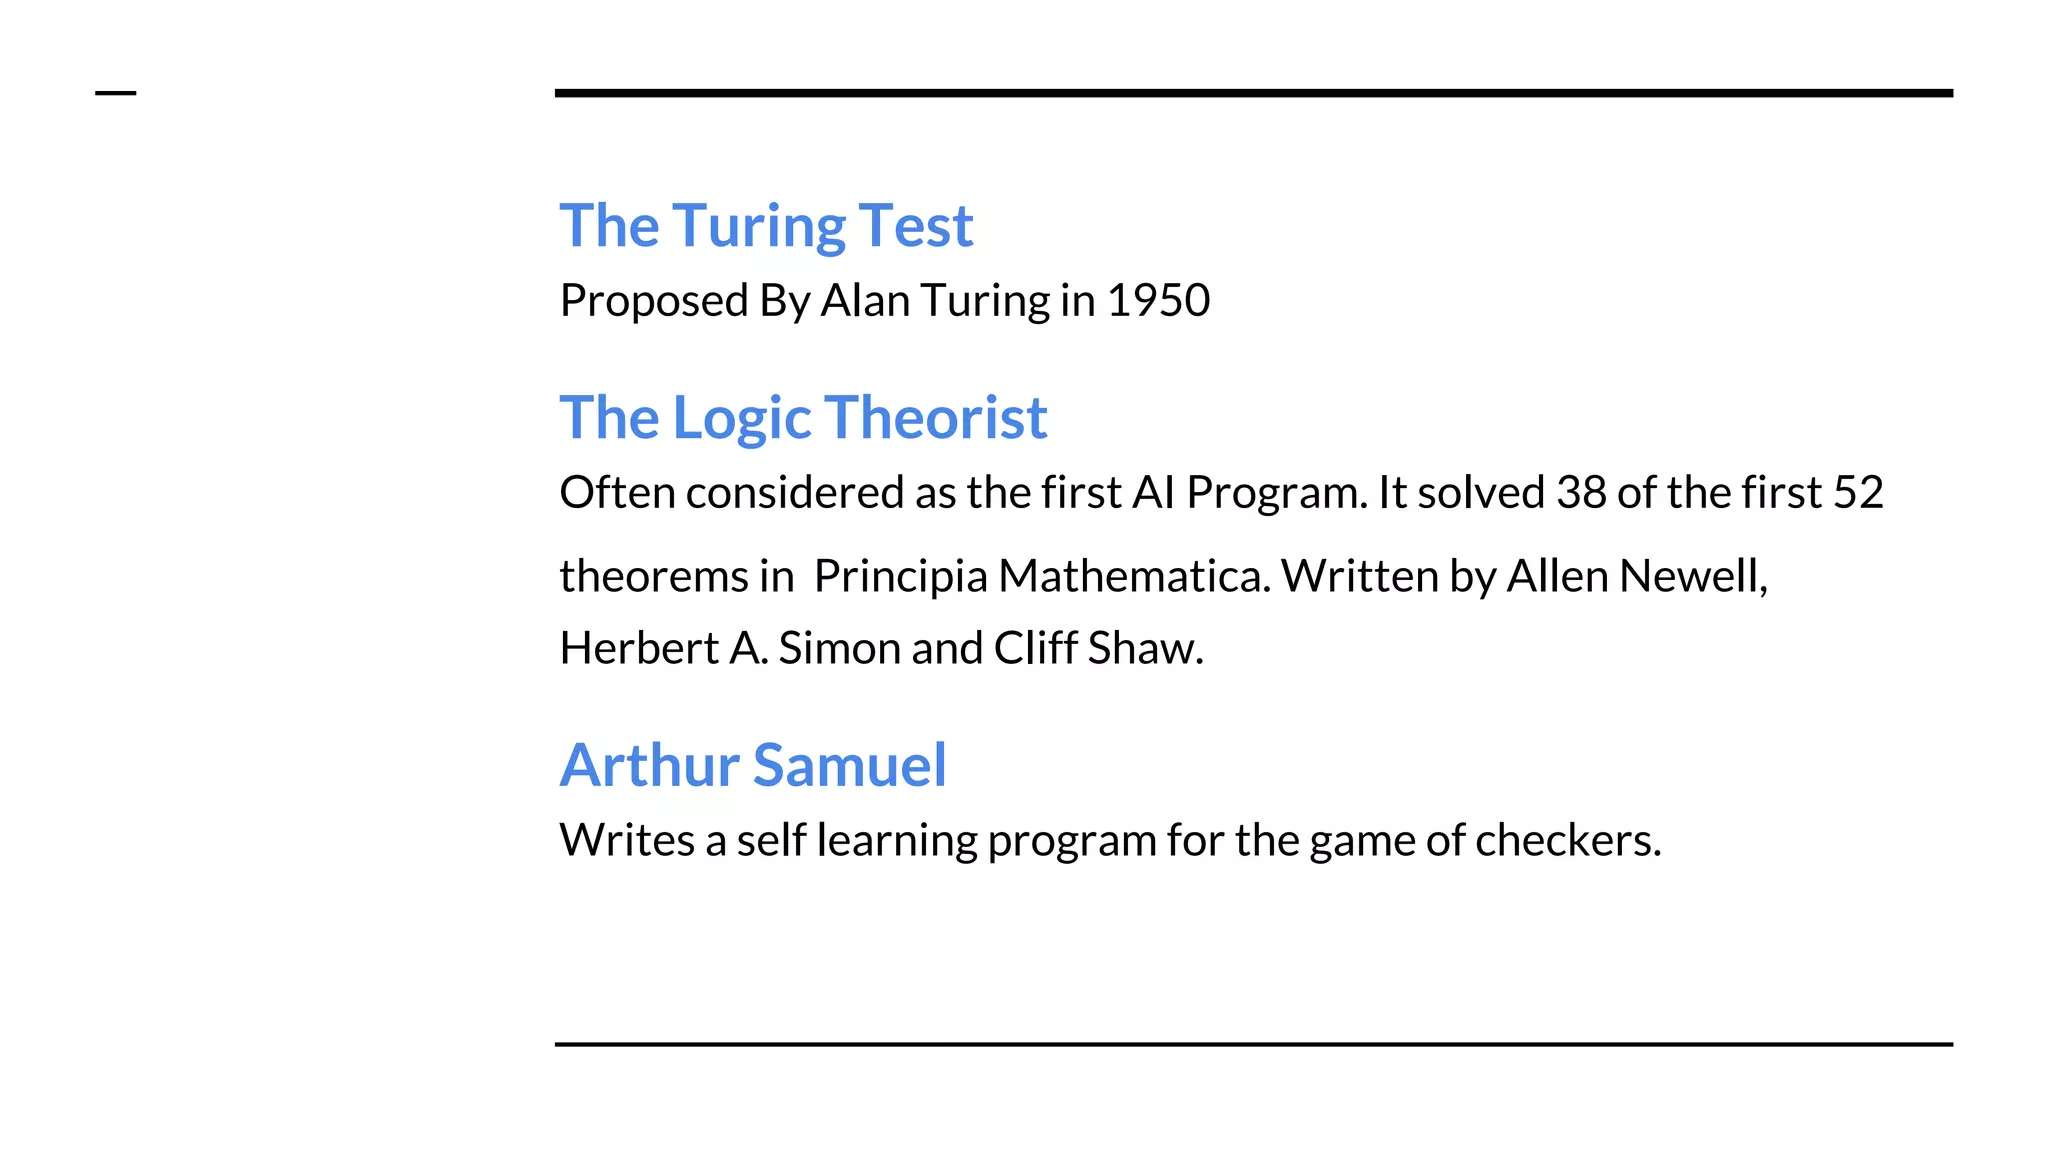 The Turing Test
Proposed By Alan Turing in 1950
The Logic Theorist
Often considered as the first AI Program. It solved 38 of the first 52
theorems in  Principia Mathematica. Written by Allen Newell,
Herbert A. Simon and Cliff Shaw.
Arthur Samuel
Writes a self learning program for the game of checkers.